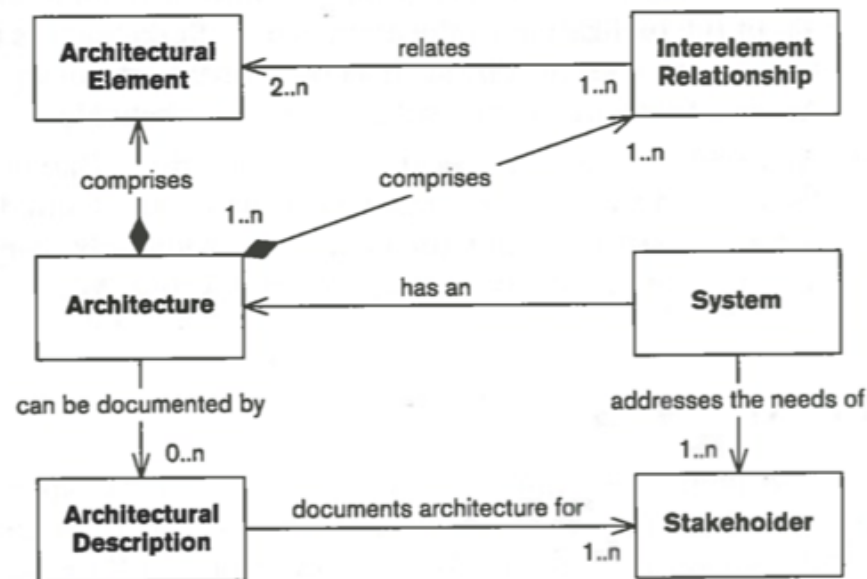 Architectural
Element
relates
2..n
1..n
Interelement
Relationship
comprises
1..n
comprises
1..n
Architecture
has an
System
can be documented by
0..n
addresses the needs of
1..n
Architectural
Description
documents architecture for
1..n
Stakeholder